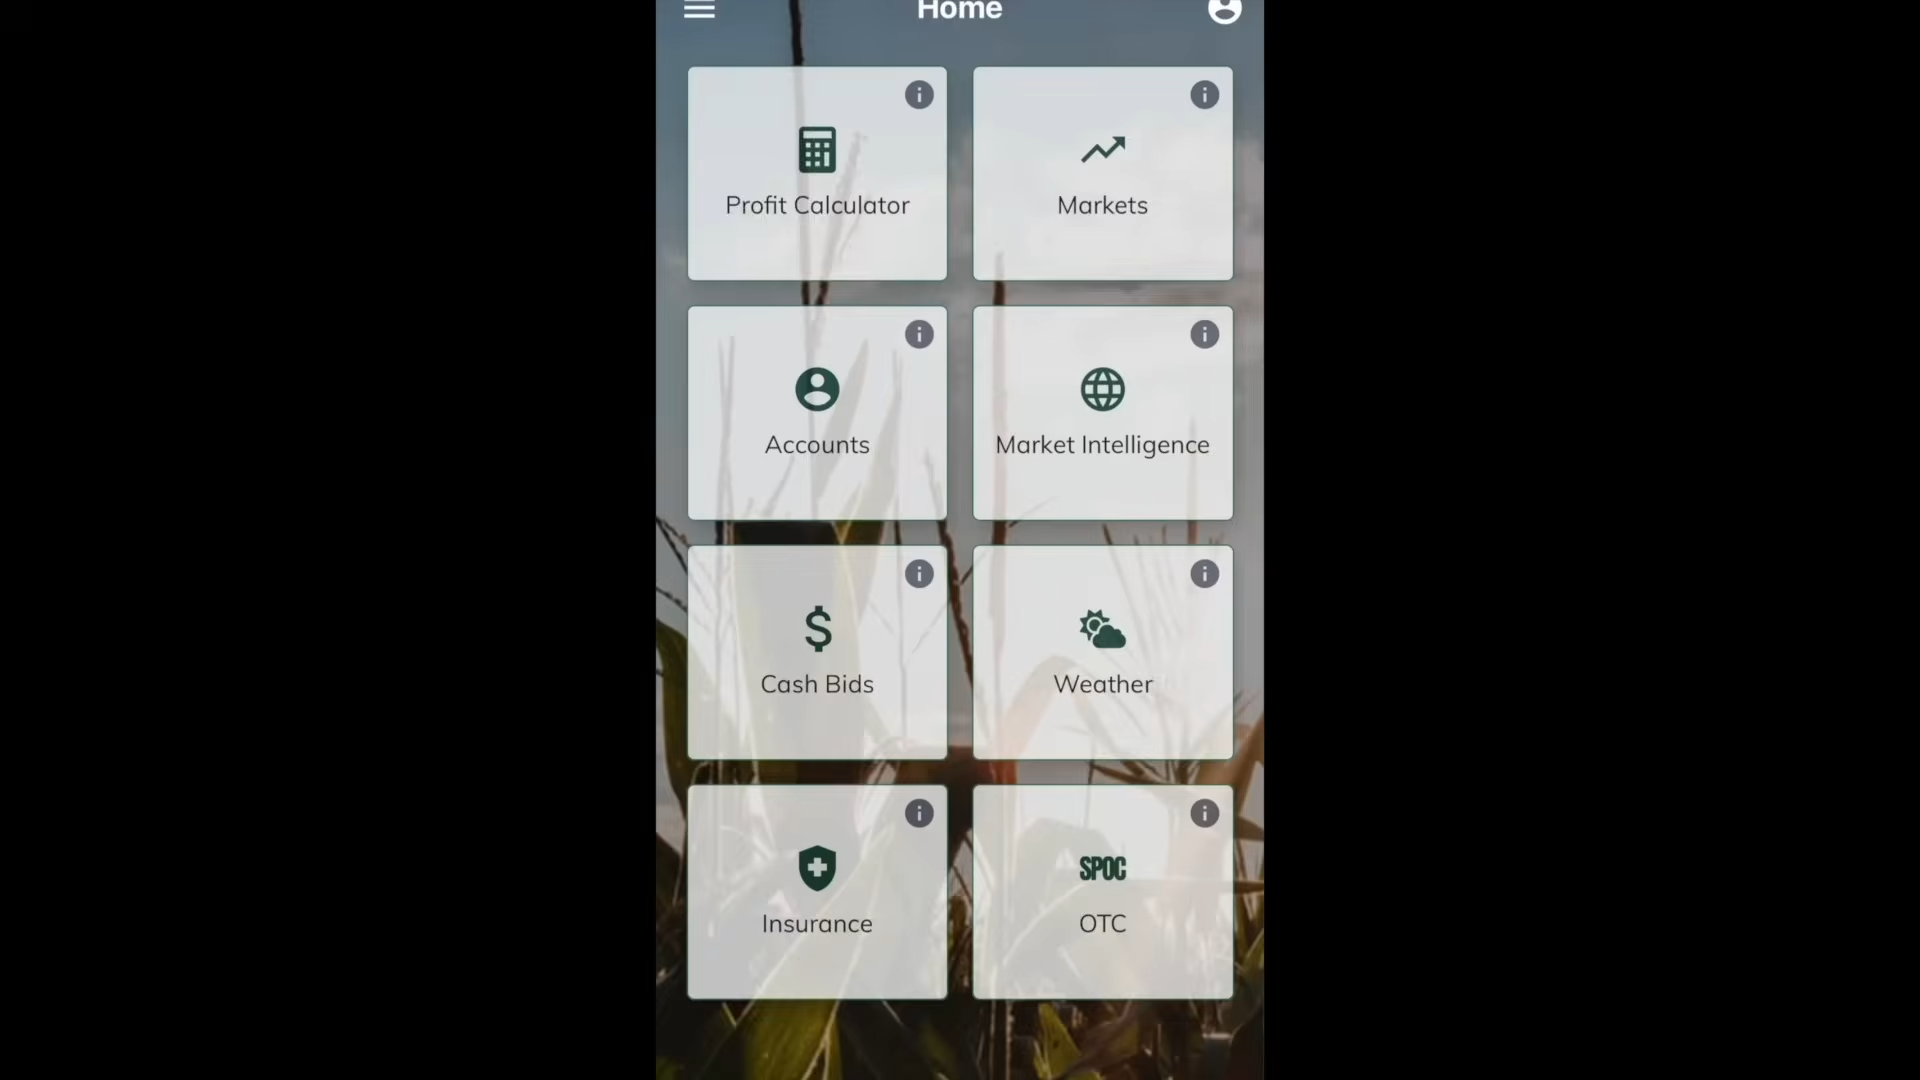 Home
Profit Calculator
Markets
Accounts
Market Intelligence
$
Cash Bids
Weather
Insurance
SPOC
OTC